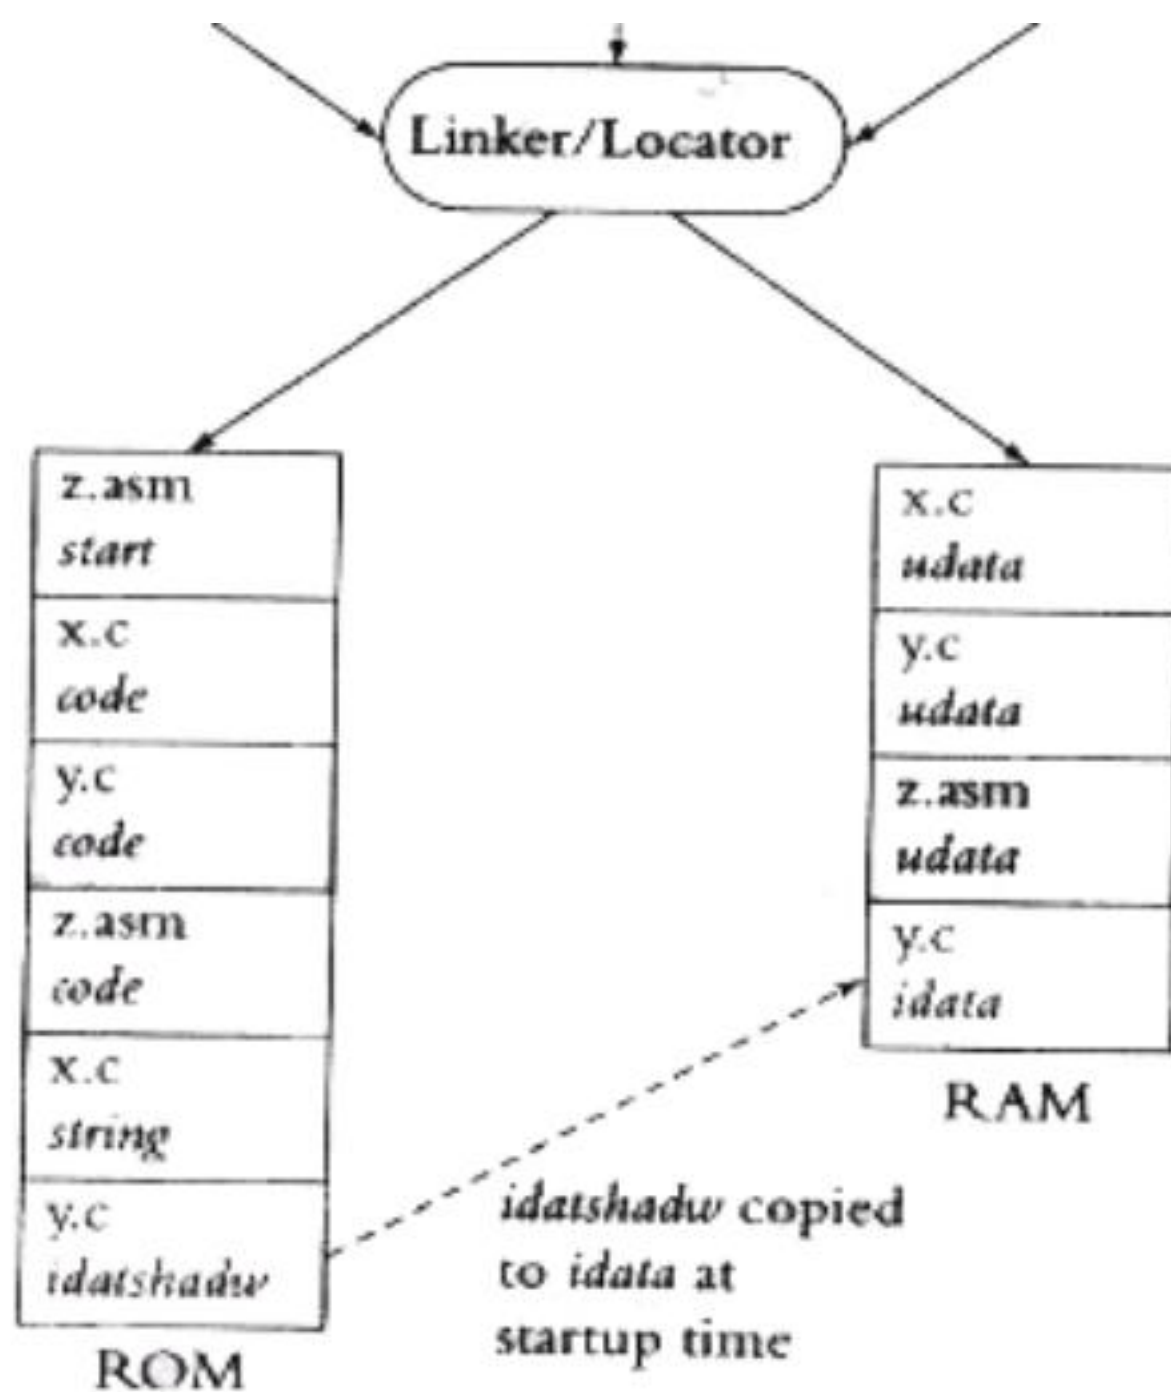 Linker/Locator
z.asm
start
x.c
code
y.c
code
z.asm
code
x.c
string
y.c
idatshadw
ROM
x.c
udata
y.c
udata
z.asm
udata
y.c
idata
RAM
idatshadw copied
to idata at
startup time